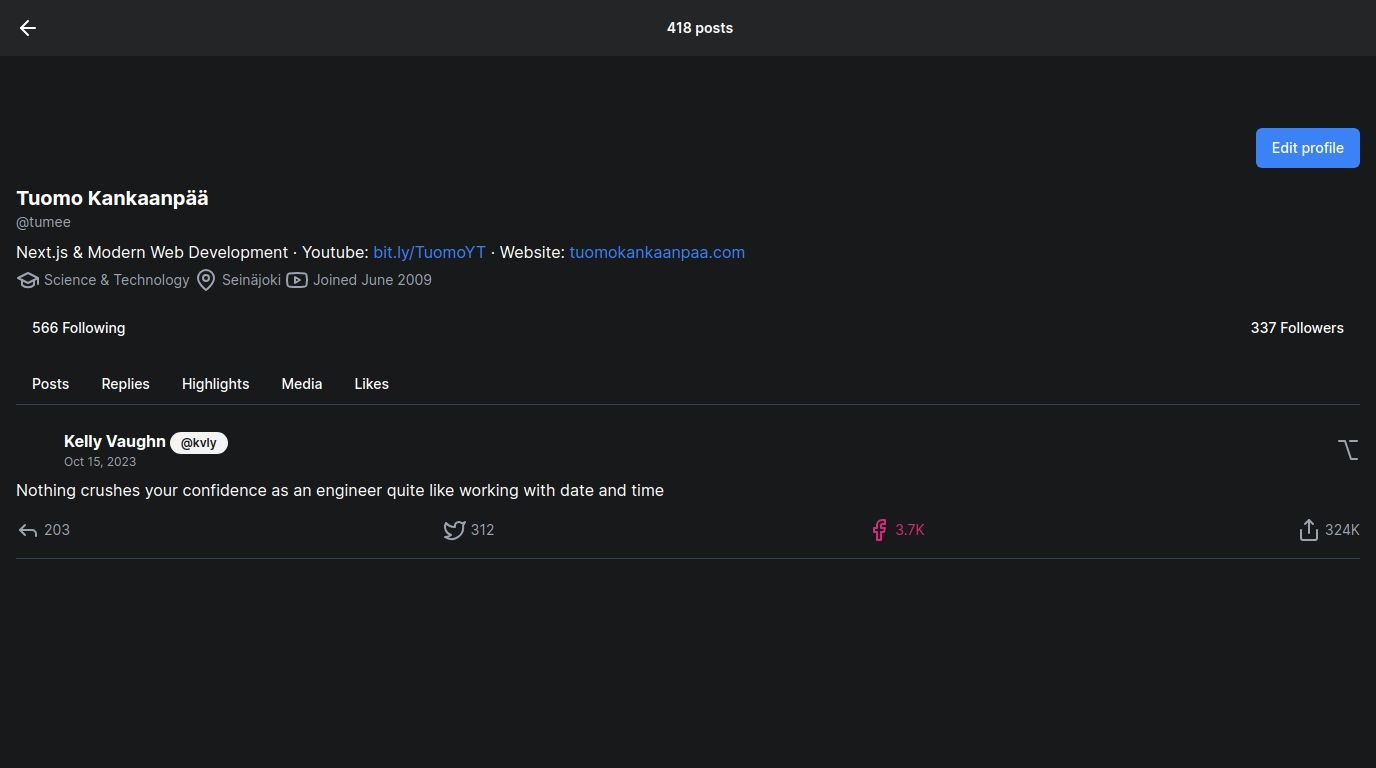 418 posts
Edit profile
Tuomo Kankaanpää
@tumee
Next.js & Modern Web Development · Youtube: bit.ly/TuomoYT · Website: tuomokankaanpaa.com
Science & Technology Seinäjoki Joined June 2009
566 Following 337 Followers
Posts Replies Highlights Media Likes
Kelly Vaughn @kvly
Oct 15, 2023
Nothing crushes your confidence as an engineer quite like working with date and time
203 312 3.7K 324K